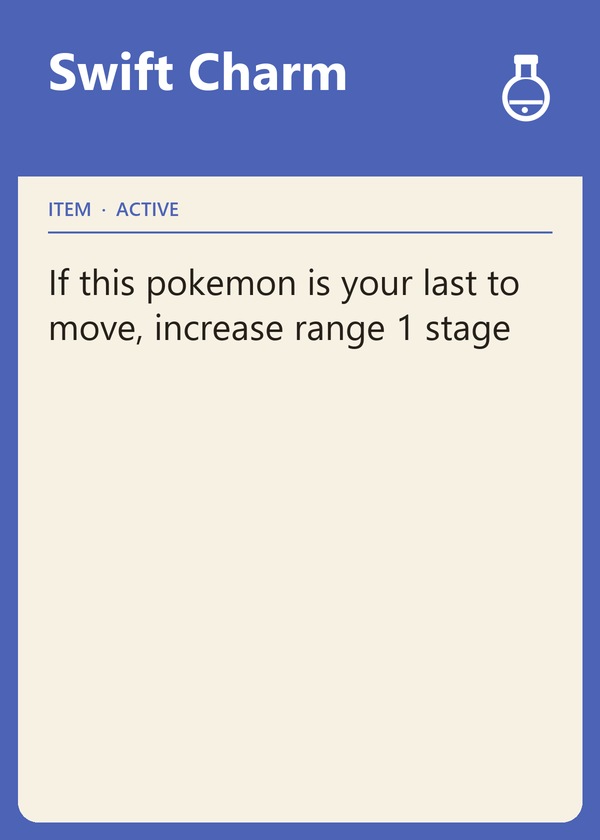 Swift Charm
ITEM · ACTIVE
If this pokemon is your last to
move, increase range 1 stage